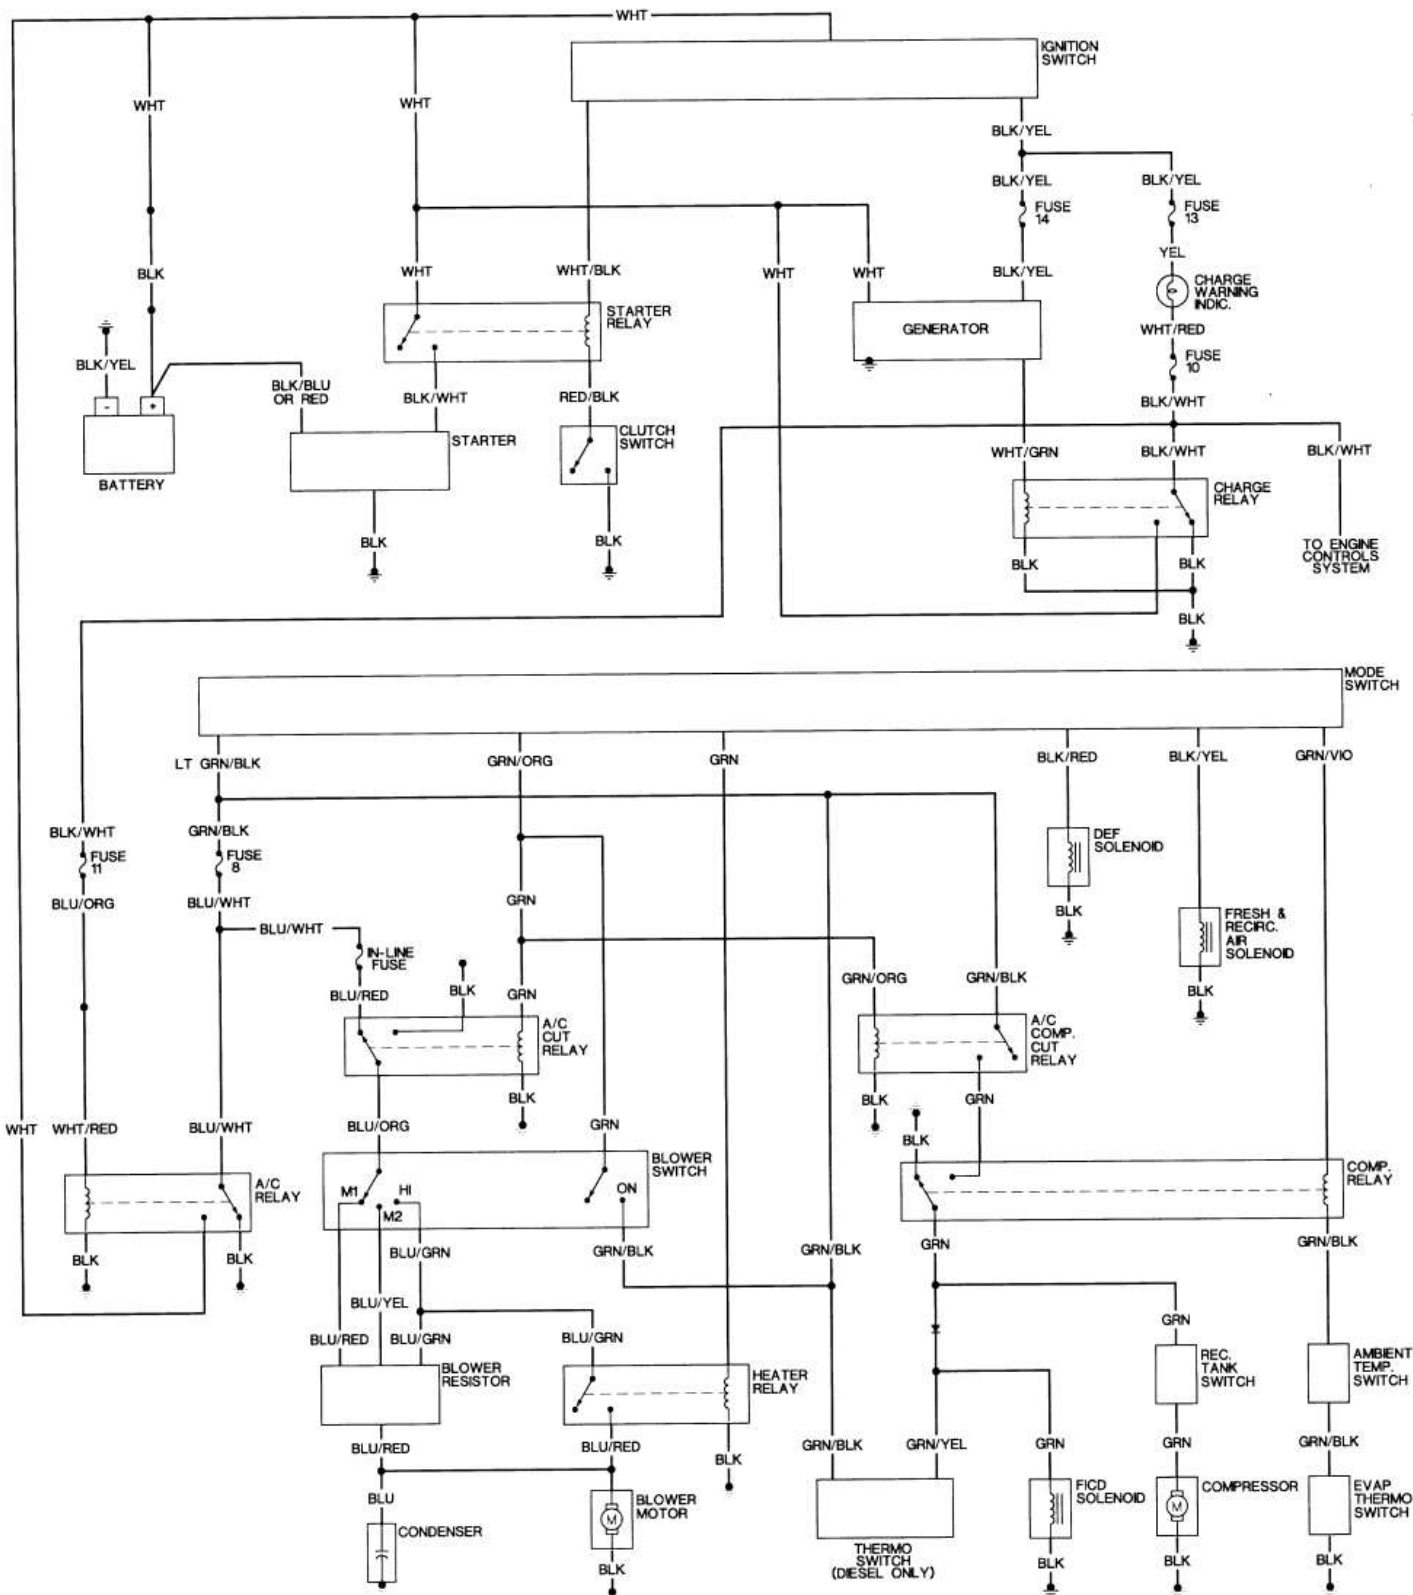 WHT
IGNITION
SWITCH
WHT
WHT
BLK/YEL
BLK/YEL
BLK/YEL
FUSE
14
FUSE
13
BLK
WHT
WHT/BLK
WHT
WHT
BLK/YEL
YEL
CHARGE
WARNING
INDIC.
STARTER
RELAY
GENERATOR
WHT/RED
BLK/YEL
FUSE
10
BLK/BLU
OR RED
BLK/WHT
RED/BLK
BLK/WHT
-
+
STARTER
CLUTCH
SWITCH
WHT/GRN
BLK/WHT
BLK/WHT
BATTERY
CHARGE
RELAY
BLK
BLK
BLK
BLK
TO ENGINE
CONTROLS
SYSTEM
BLK
MODE
SWITCH
LT GRN/BLK
GRN/ORG
GRN
BLK/RED
BLK/YEL
GRN/VIO
BLK/WHT
GRN/BLK
DEF
SOLENOID
FUSE
11
FUSE
8
BLU/ORG
BLU/WHT
GRN
BLK
FRESH &
RECIRC.
AIR
SOLENOID
BLU/WHT
IN-LINE
FUSE
BLU/RED
BLK
GRN
GRN/ORG
GRN/BLK
BLK
A/C
CUT
RELAY
A/C
COMP.
CUT
RELAY
BLK
BLK
GRN
WHT
WHT/RED
BLU/WHT
BLU/ORG
GRN
BLK
BLOWER
SWITCH
COMP.
RELAY
A/C
RELAY
M1
HI
M2
ON
BLK
BLK
BLU/GRN
GRN/BLK
GRN/BLK
GRN
GRN/BLK
BLU/YEL
BLU/RED
BLU/GRN
BLU/GRN
GRN
BLOWER
RESISTOR
HEATER
RELAY
REC.
TANK
SWITCH
AMBIENT
TEMP.
SWITCH
BLU/RED
BLU/RED
BLK
GRN/BLK
GRN/YEL
GRN
GRN
GRN/BLK
BLU
BLOWER
MOTOR
M
FICD
SOLENOID
COMPRESSOR
M
EVAP
THERMO
SWITCH
CONDENSER
THERMO
SWITCH
(DIESEL ONLY)
BLK
BLK
BLK
BLK